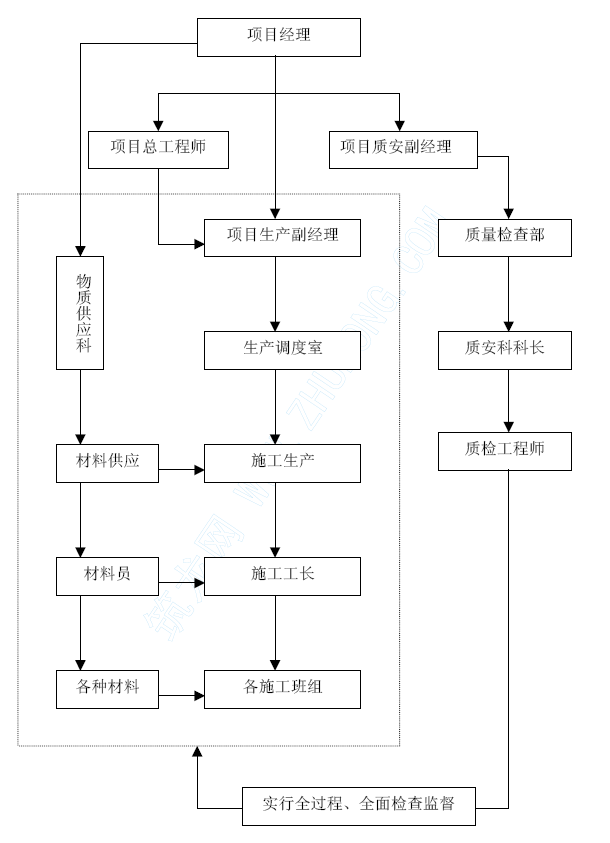 项目经理
项目总工程师
项目质安副经理
项目生产副经理
质量检查部
物质供应科
生产调度室
质安科科长
质检工程师
材料供应
施工生产
材料员
施工工长
各种材料
各施工班组
实行全过程、全面检查监督